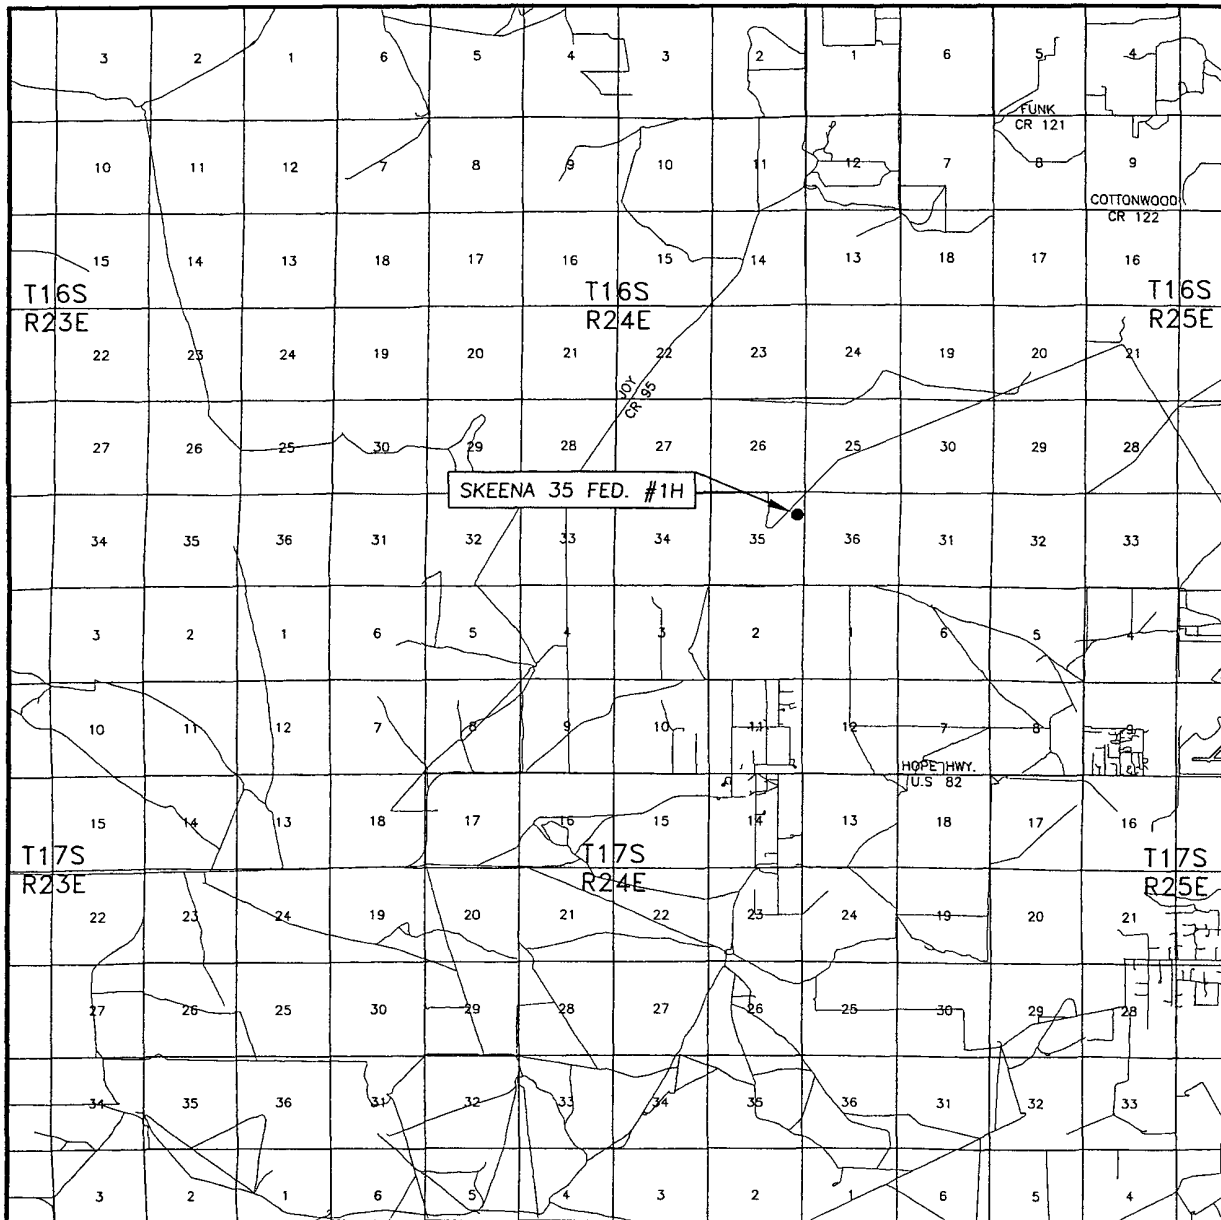 3 2 1 6 5 4 3 2 1 6 5 4
FUNK
CR 121
10 11 12 7 8 9 10 11 12 7 8 9
COTTONWOOD
CR 122
15 14 13 18 17 16 15 14 13 18 17 16
T16S T16S T16S
R23E R24E R25E
22 23 24 19 20 21 22 23 24 19 20 21
JOY
CR 95
27 26 25 30 29 28 27 26 25 30 29 28
SKEENA 35 FED. #1H
34 35 36 31 32 33 34 35 36 31 32 33
3 2 1 6 5 4 3 2 1 6 5 4
10 11 12 7 8 9 10 11 12 7 8 9
HOPE HWY.
U.S 82
15 14 13 18 17 16 15 14 13 18 17 16
T17S T17S T17S
R23E R24E R25E
22 23 24 19 20 21 22 23 24 19 20 21
27 26 25 30 29 28 27 26 25 30 29 28
34 35 36 31 32 33 34 35 36 31 32 33
3 2 1 6 5 4 3 2 1 6 5 4